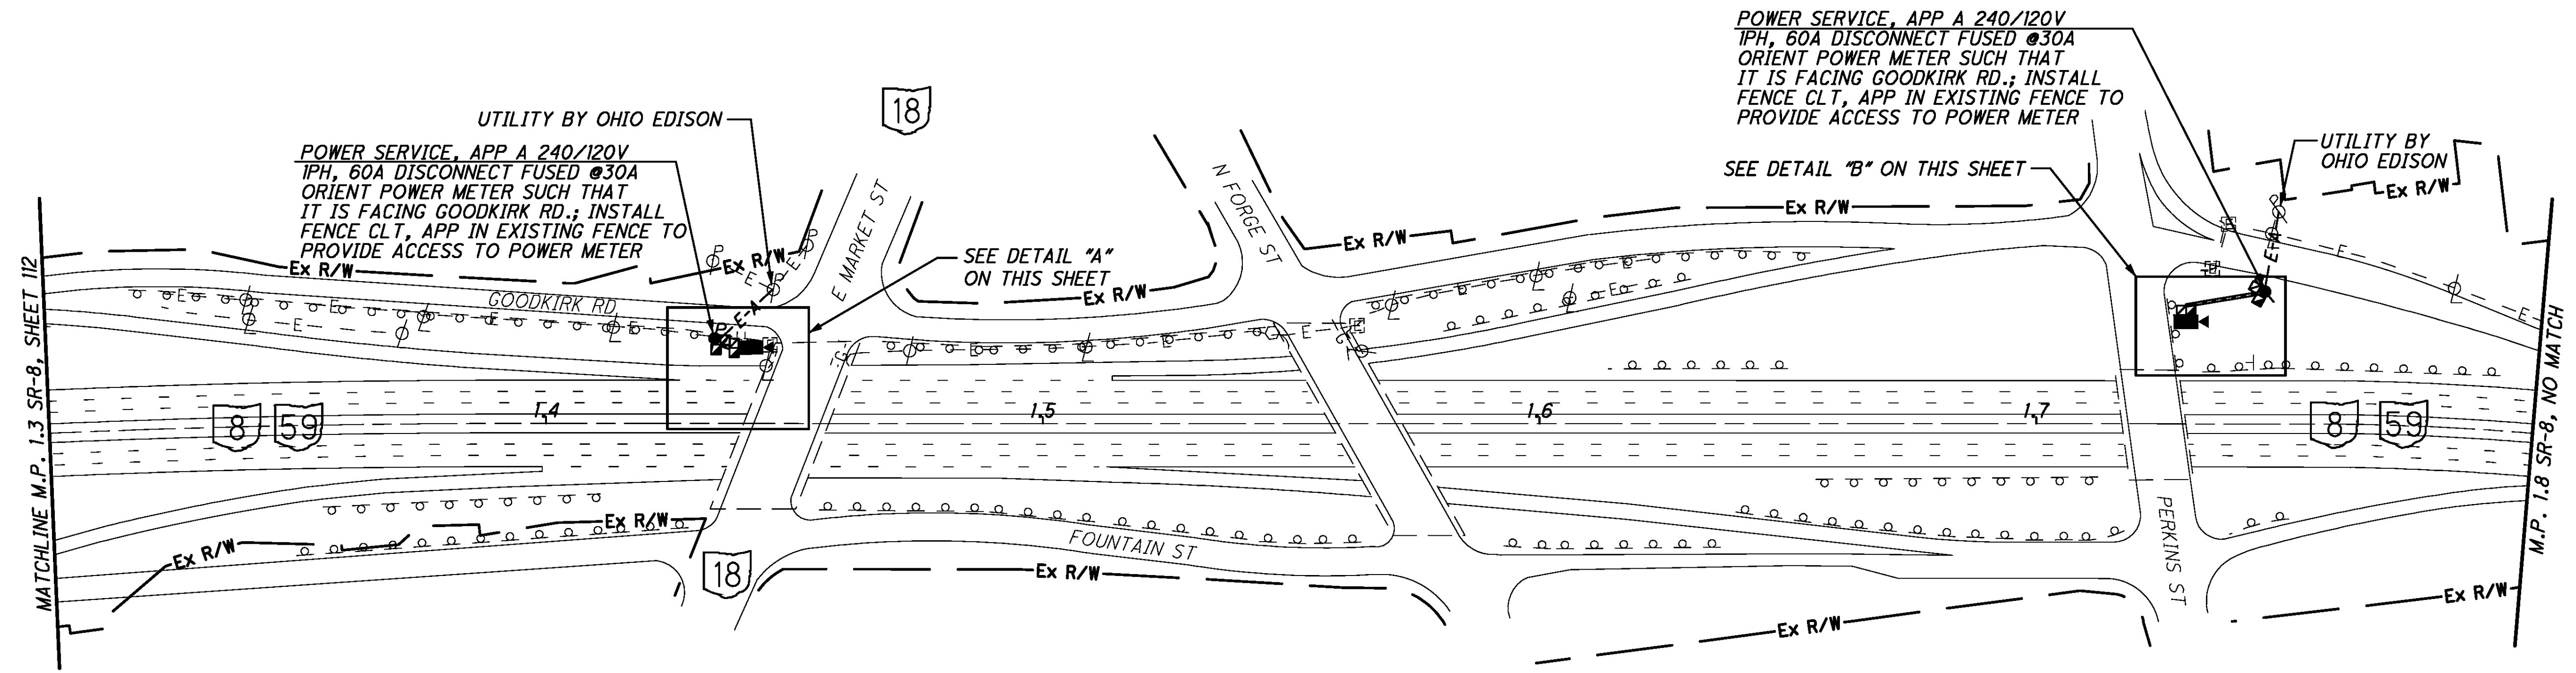 POWER SERVICE, APP A 240/120V
1PH, 60A DISCONNECT FUSED @30A
ORIENT POWER METER SUCH THAT
IT IS FACING GOODKIRK RD.; INSTALL
FENCE CLT, APP IN EXISTING FENCE TO
PROVIDE ACCESS TO POWER METER
UTILITY BY OHIO EDISON
18
POWER SERVICE, APP A 240/120V
1PH, 60A DISCONNECT FUSED @30A
ORIENT POWER METER SUCH THAT
IT IS FACING GOODKIRK RD.; INSTALL
FENCE CLT, APP IN EXISTING FENCE TO
PROVIDE ACCESS TO POWER METER
SEE DETAIL "B" ON THIS SHEET
UTILITY BY
OHIO EDISON
Ex R/W
Ex R/W
Ex R/W
Ex R/W
Ex R/W
Ex R/W
E MARKET ST
N FORGE ST
SEE DETAIL "A"
ON THIS SHEET
GOODKIRK RD
E-A
E-A
P
P
P
P
E
E
E
E
E
E
E
E
E
E
E
E
MATCHLINE M.P. 1.3 SR-8, SHEET 112
8
59
1.4
1.5
1.6
1.7
8
59
M.P. 1.8 SR-8, NO MATCH
Ex R/W
Ex R/W
18
FOUNTAIN ST
Ex R/W
PERKINS ST
Ex R/W
Ex R/W